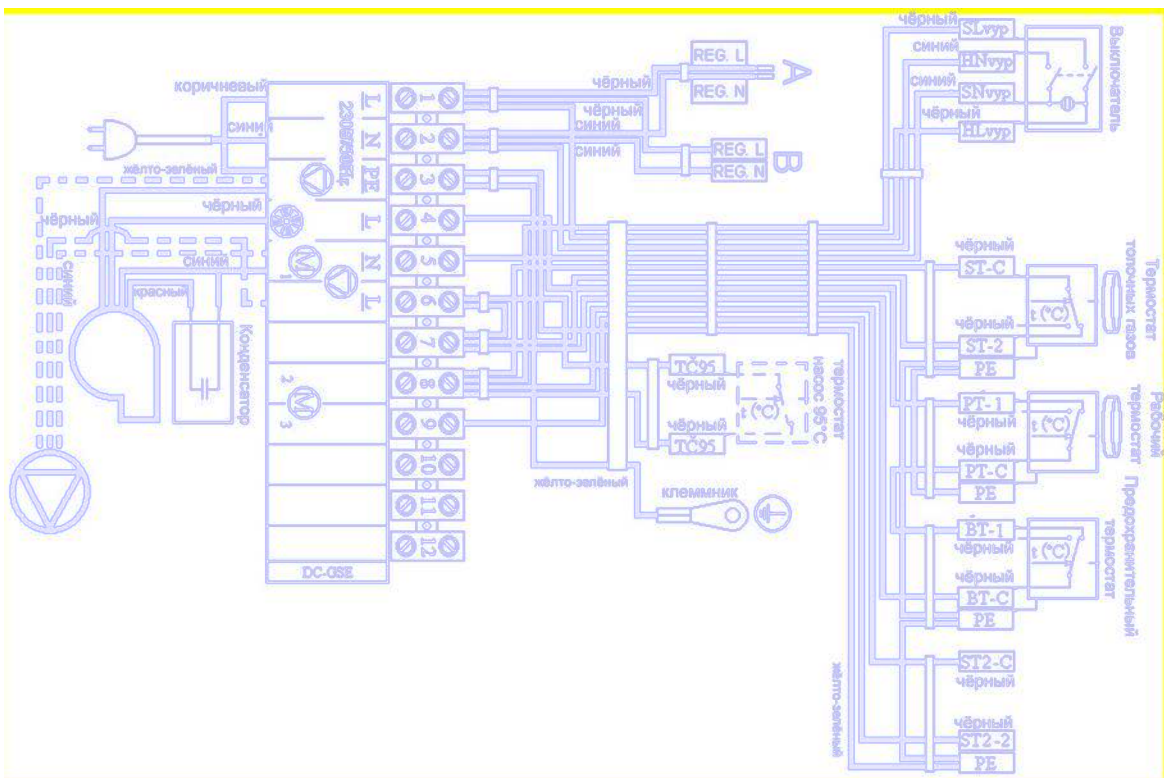 чёрный
SLvyp
синий
HNvyp
синий
SNvyp
чёрный
HLvyp
Выключатель
REG. L
A
REG. N
чёрный
чёрный
синий
синий
REG. L
B
REG. N
коричневый
синий
жёлто-зелёный
чёрный
чёрный
синий
синий
красный
Конденсатор
230В/50Hz
L
N
PE
L
N
L
1
2
3
4
5
6
7
8
9
10
11
12
M
1
2
M
3
DC-GSE
чёрный
ST-C
чёрный
ST-2
PE
(°C)
Термостат
топочных газов
TČ95
чёрный
чёрный
TČ95
(°C)
термостат
насос 95°C
PT-1
чёрный
чёрный
PT-C
PE
(°C)
Рабочий
термостат
жёлто-зелёный
клеммник
BT-1
чёрный
чёрный
BT-C
PE
(°C)
Предохранительный
термостат
ST2-C
чёрный
жёлто-зелёный
чёрный
ST2-2
PE